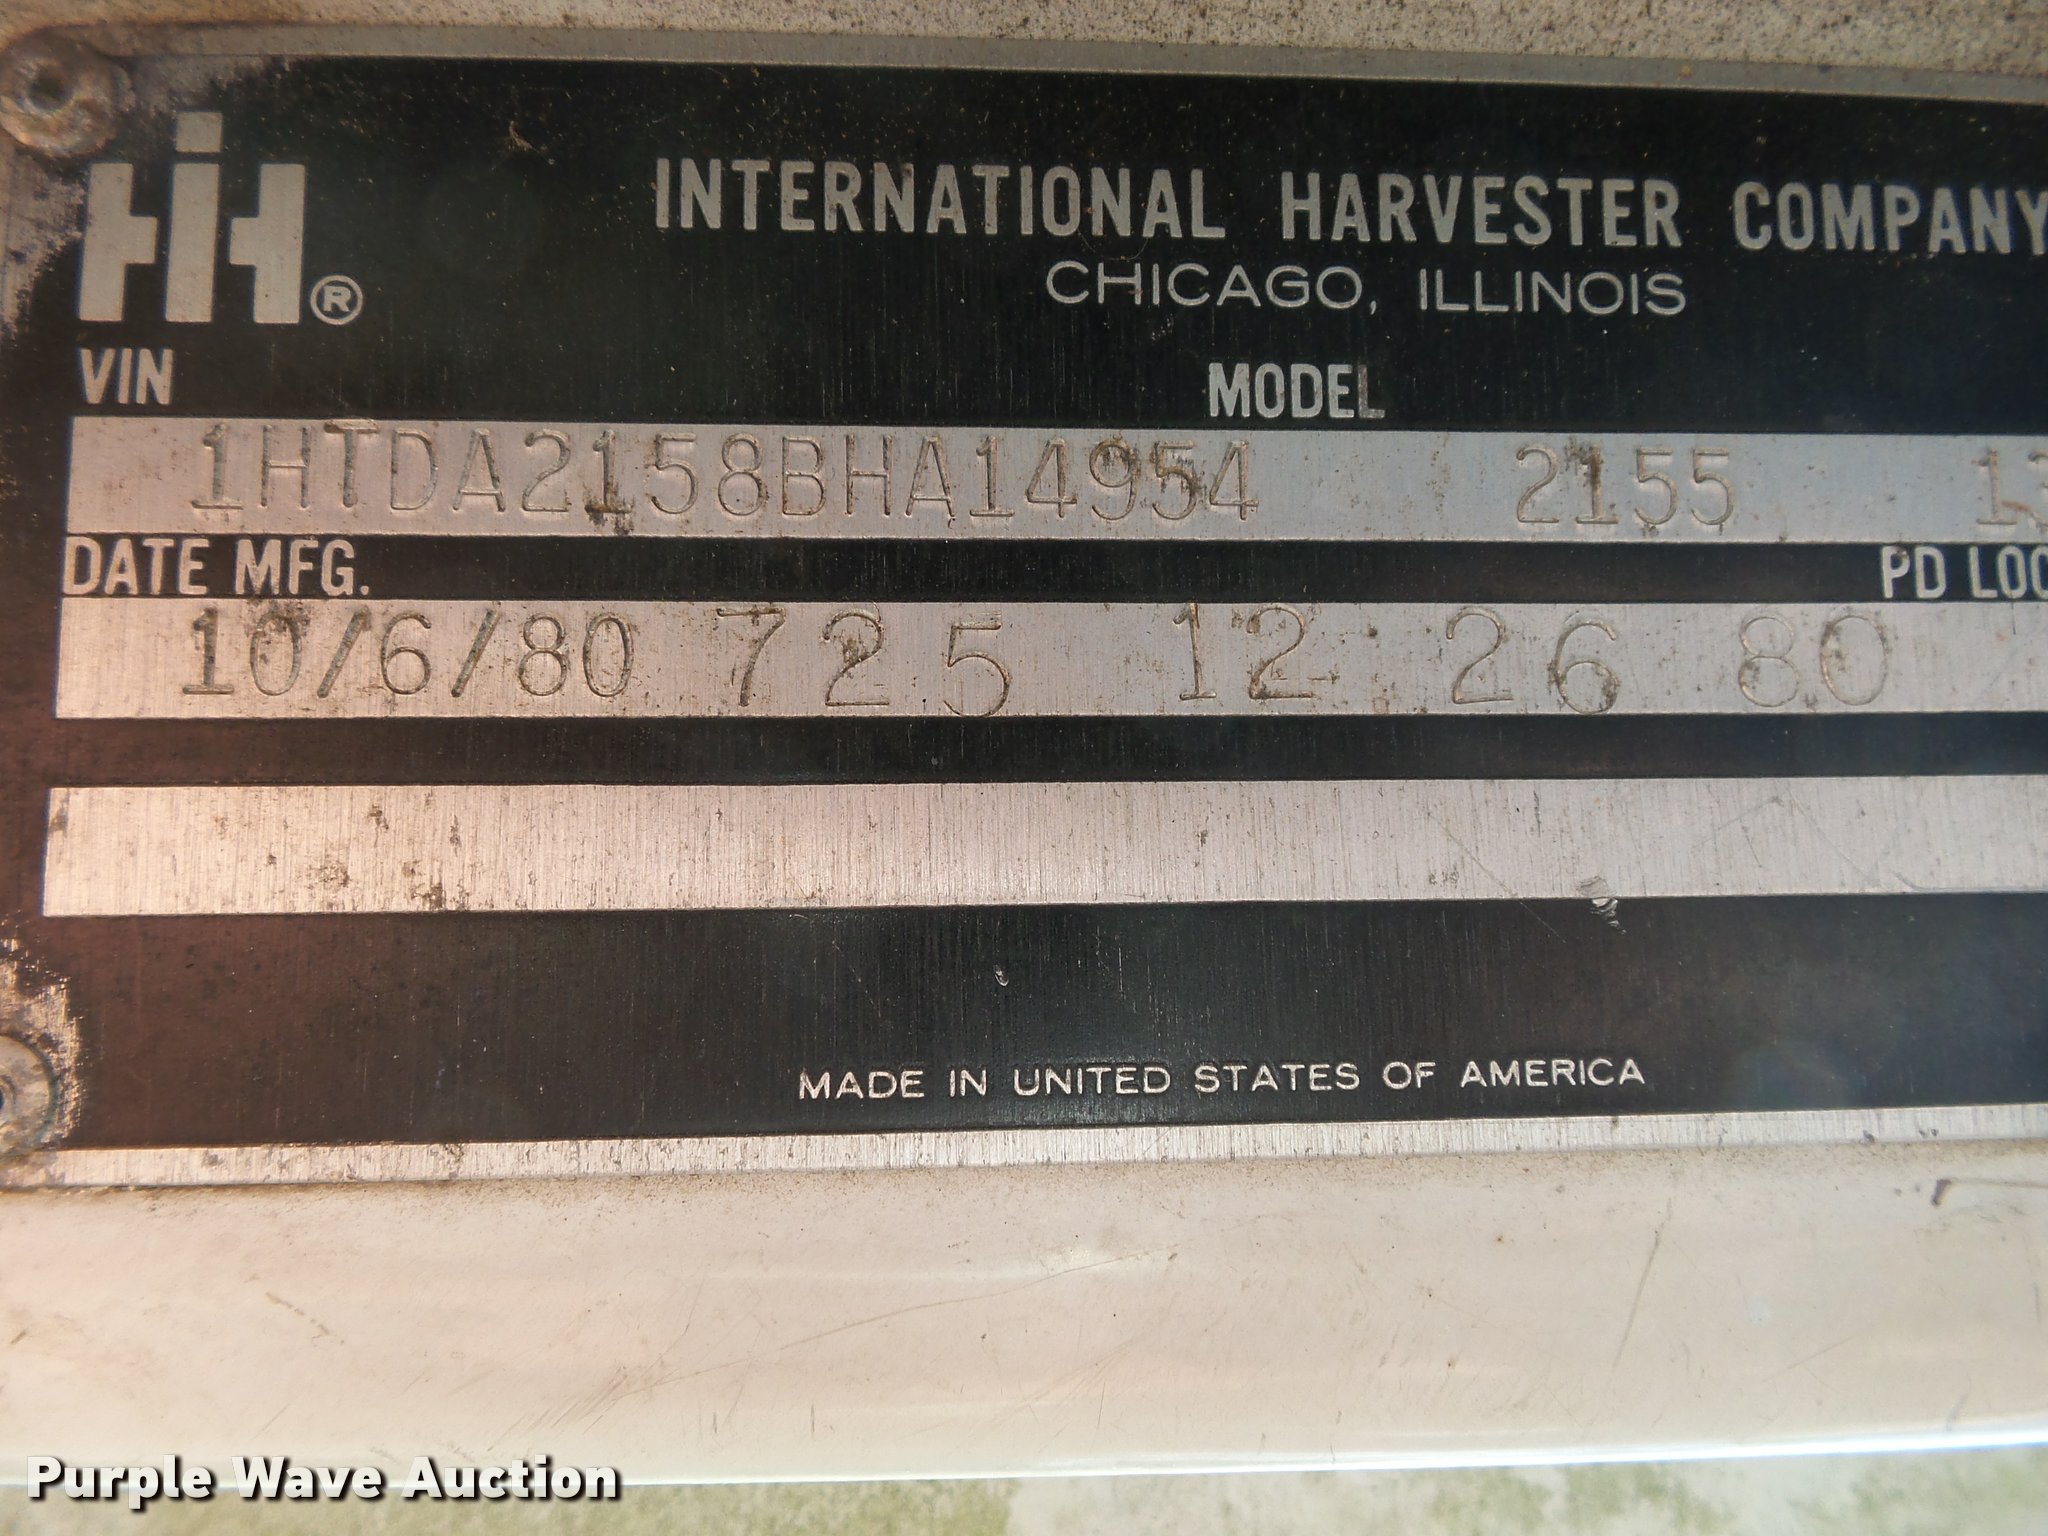 IH®
INTERNATIONAL HARVESTER COMPANY
CHICAGO, ILLINOIS
VIN MODEL
1HTDA2158BHA14954 2155 13
DATE MFG. PD LOC
10/6/80 725 12 26 80
MADE IN UNITED STATES OF AMERICA
Purple Wave Auction